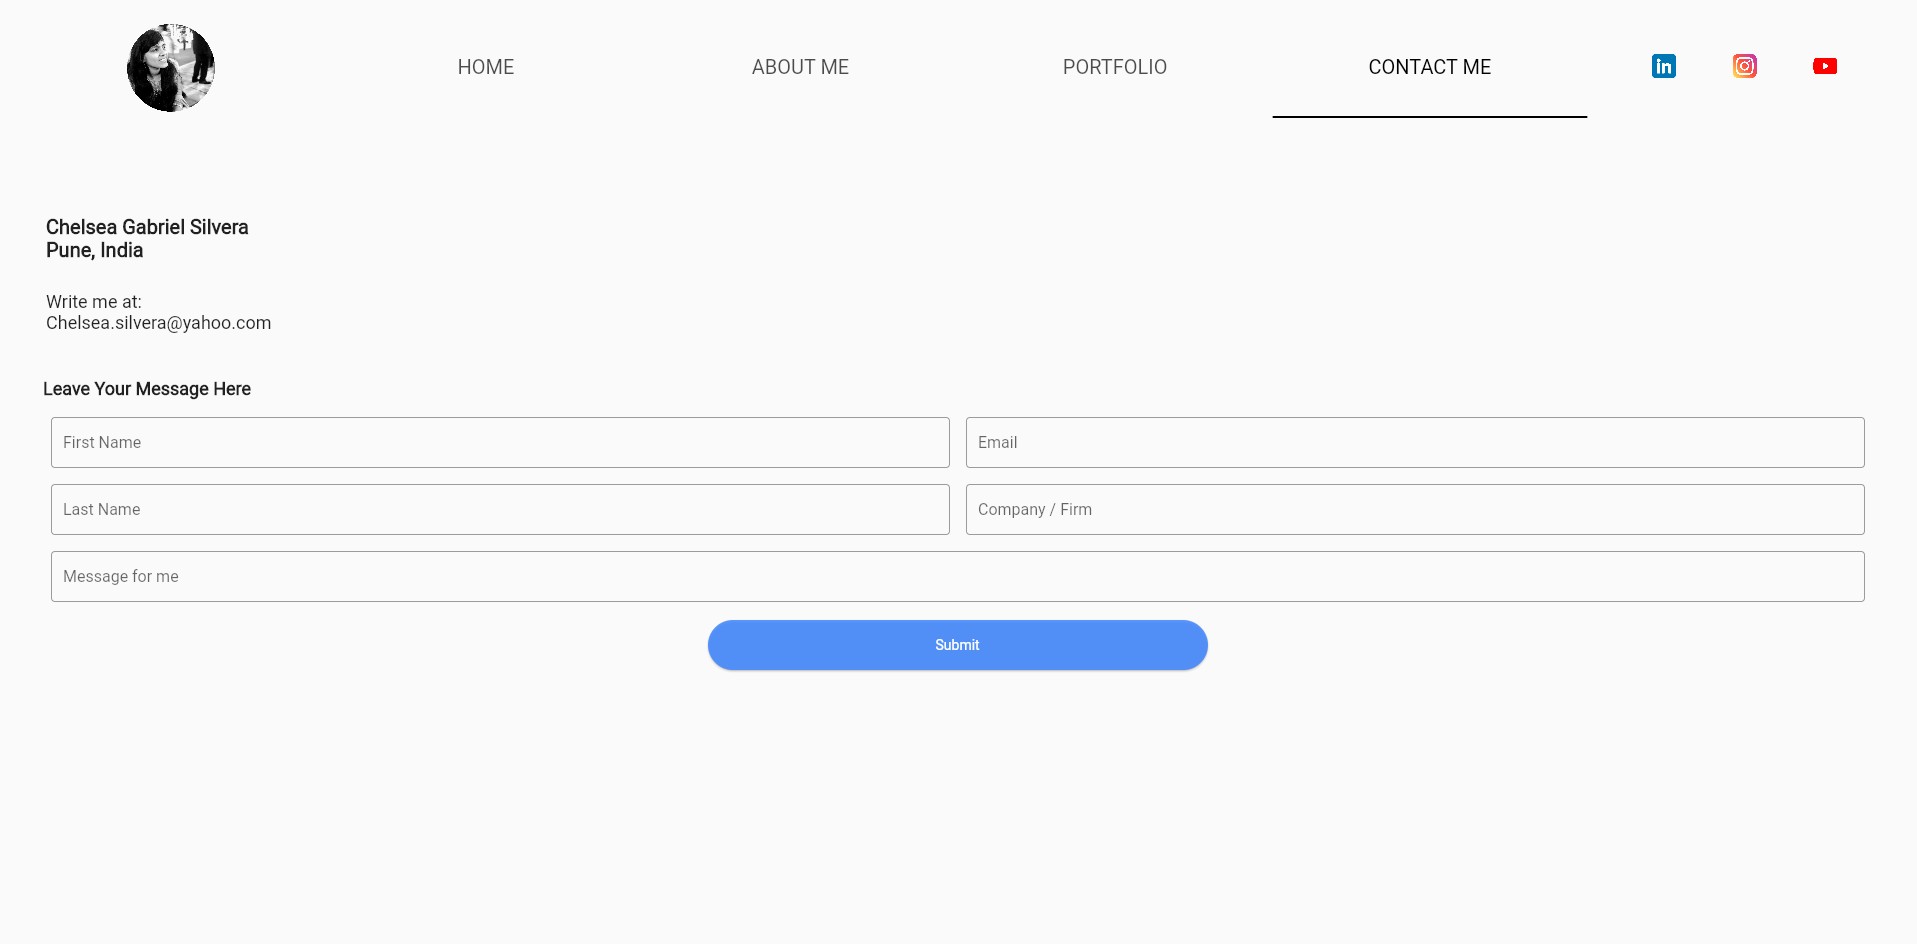 HOME
ABOUT ME
PORTFOLIO
CONTACT ME
in
Chelsea Gabriel Silvera
Pune, India
Write me at:
Chelsea.silvera@yahoo.com
Leave Your Message Here
First Name
Email
Last Name
Company / Firm
Message for me
Submit